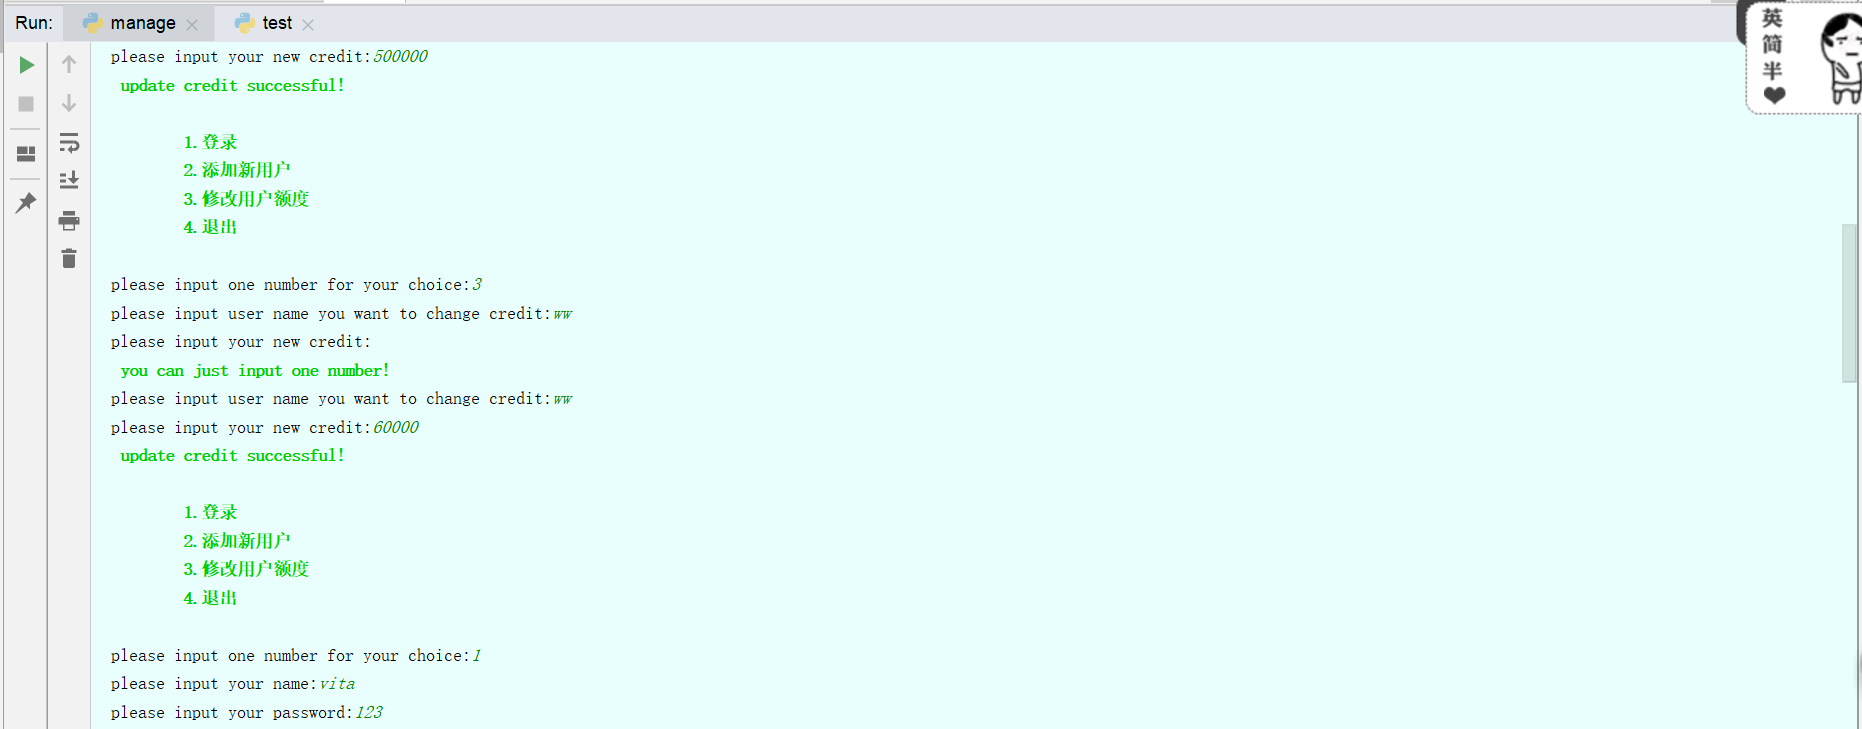 Run: manage test
please input your new credit:500000
update credit successful!
1.登录
2.添加新用户
3.修改用户额度
4.退出
please input one number for your choice:3
please input user name you want to change credit:ww
please input your new credit:
you can just input one number!
please input user name you want to change credit:ww
please input your new credit:60000
update credit successful!
1.登录
2.添加新用户
3.修改用户额度
4.退出
please input one number for your choice:1
please input your name:vita
please input your password:123
英
简
半